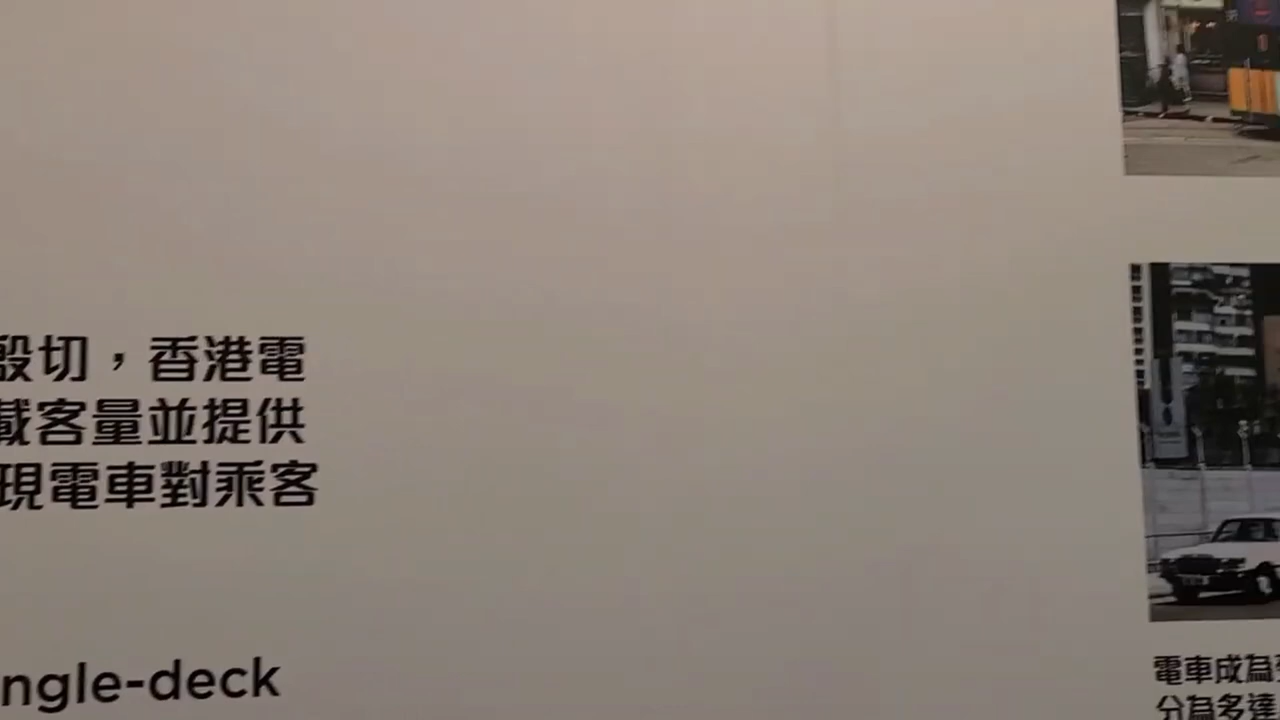 殷切，香港電
載客量並提供
現電車對乘客
ngle-deck
電車成為
分為多達